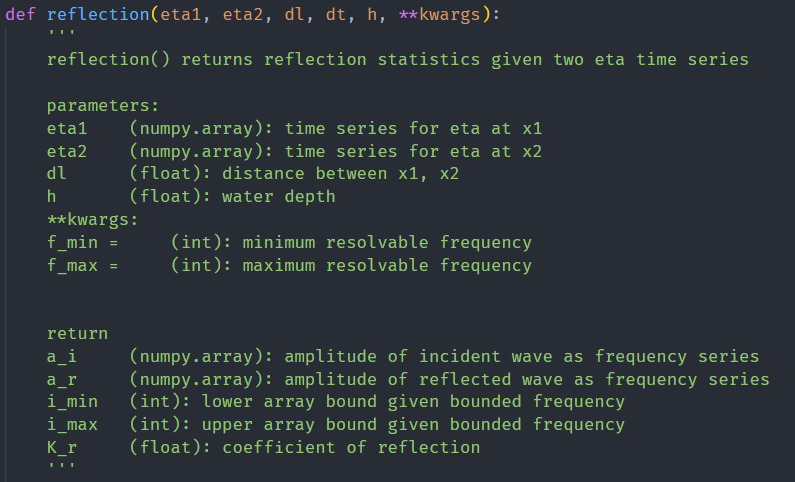 def reflection(eta1, eta2, dl, dt, h, **kwargs):
    '''
    reflection() returns reflection statistics given two eta time series

    parameters:
    eta1    (numpy.array): time series for eta at x1
    eta2    (numpy.array): time series for eta at x2
    dl      (float): distance between x1, x2
    h       (float): water depth
    **kwargs:
    f_min =     (int): minimum resolvable frequency
    f_max =     (int): maximum resolvable frequency


    return
    a_i     (numpy.array): amplitude of incident wave as frequency series
    a_r     (numpy.array): amplitude of reflected wave as frequency series
    i_min   (int): lower array bound given bounded frequency
    i_max   (int): upper array bound given bounded frequency
    K_r     (float): coefficient of reflection
    '''